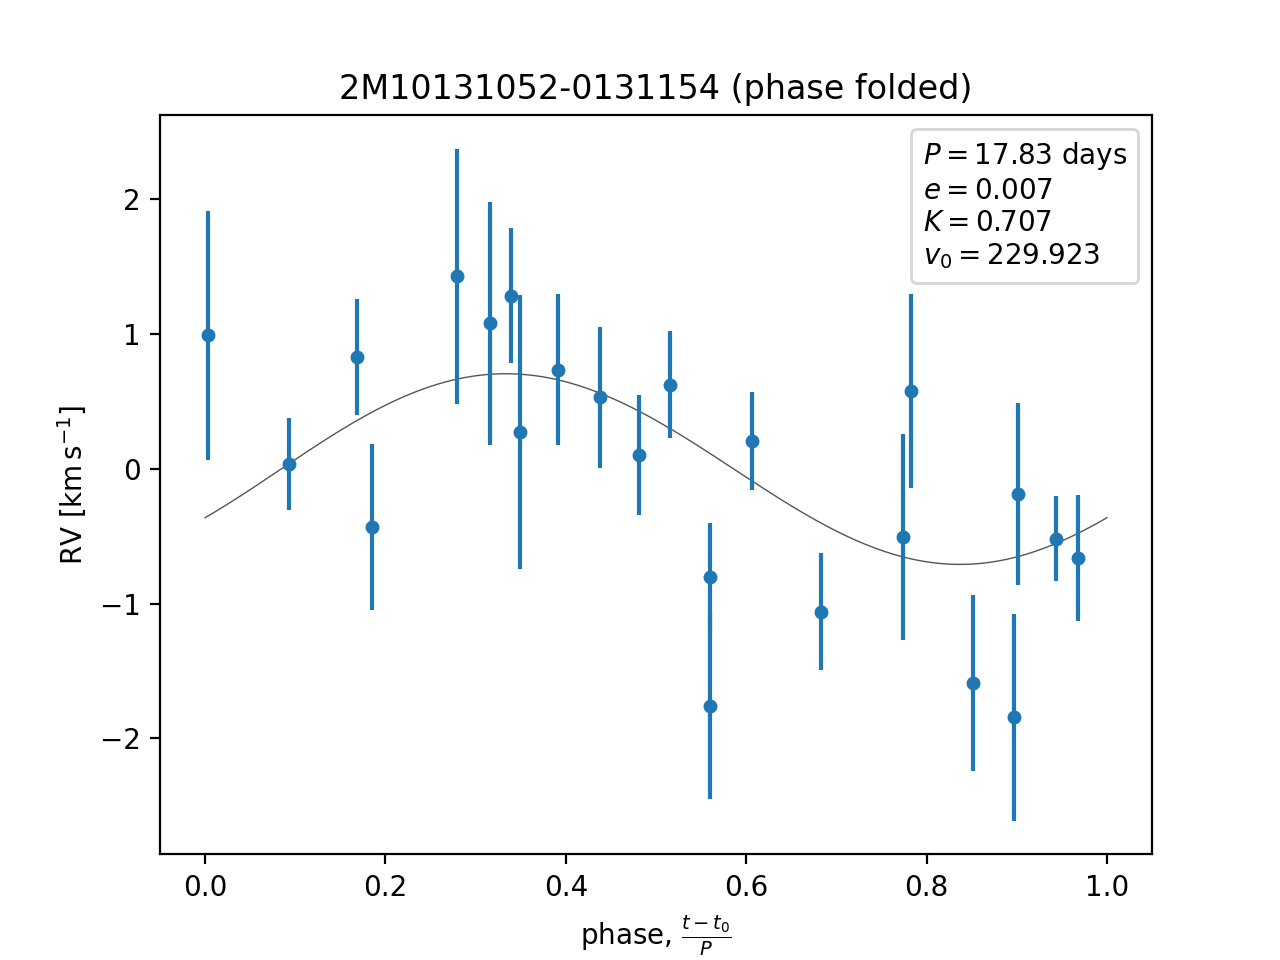 2M10131052-0131154 (phase folded)
P = 17.83 days
e = 0.007
K = 0.707
v₀ = 229.923
2
1
0
−1
−2
RV [km s⁻¹]
0.0 0.2 0.4 0.6 0.8 1.0
phase, (t − t₀)/P